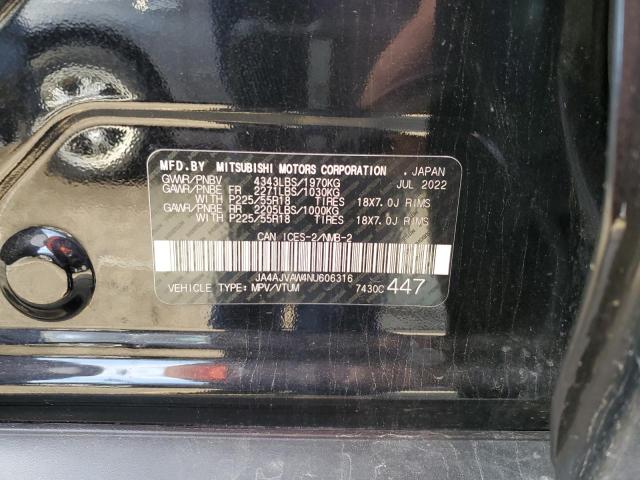 MFD.BY MITSUBISHI MOTORS CORPORATION , JAPAN
GVWR/PNBV 4343LBS/1970KG JUL 2022
GAWR/PNBE FR 2271LBS/1030KG
WITH P225/55R18 TIRES 18X7.0J RIMS
GAWR/PNBE RR 2205LBS/1000KG
WITH P225/55R18 TIRES 18X7.0J RIMS
CAN ICES-2/NMB-2
JA4AJVAW4NU606316
VEHICLE TYPE: MPV/VTUM 7430C 447